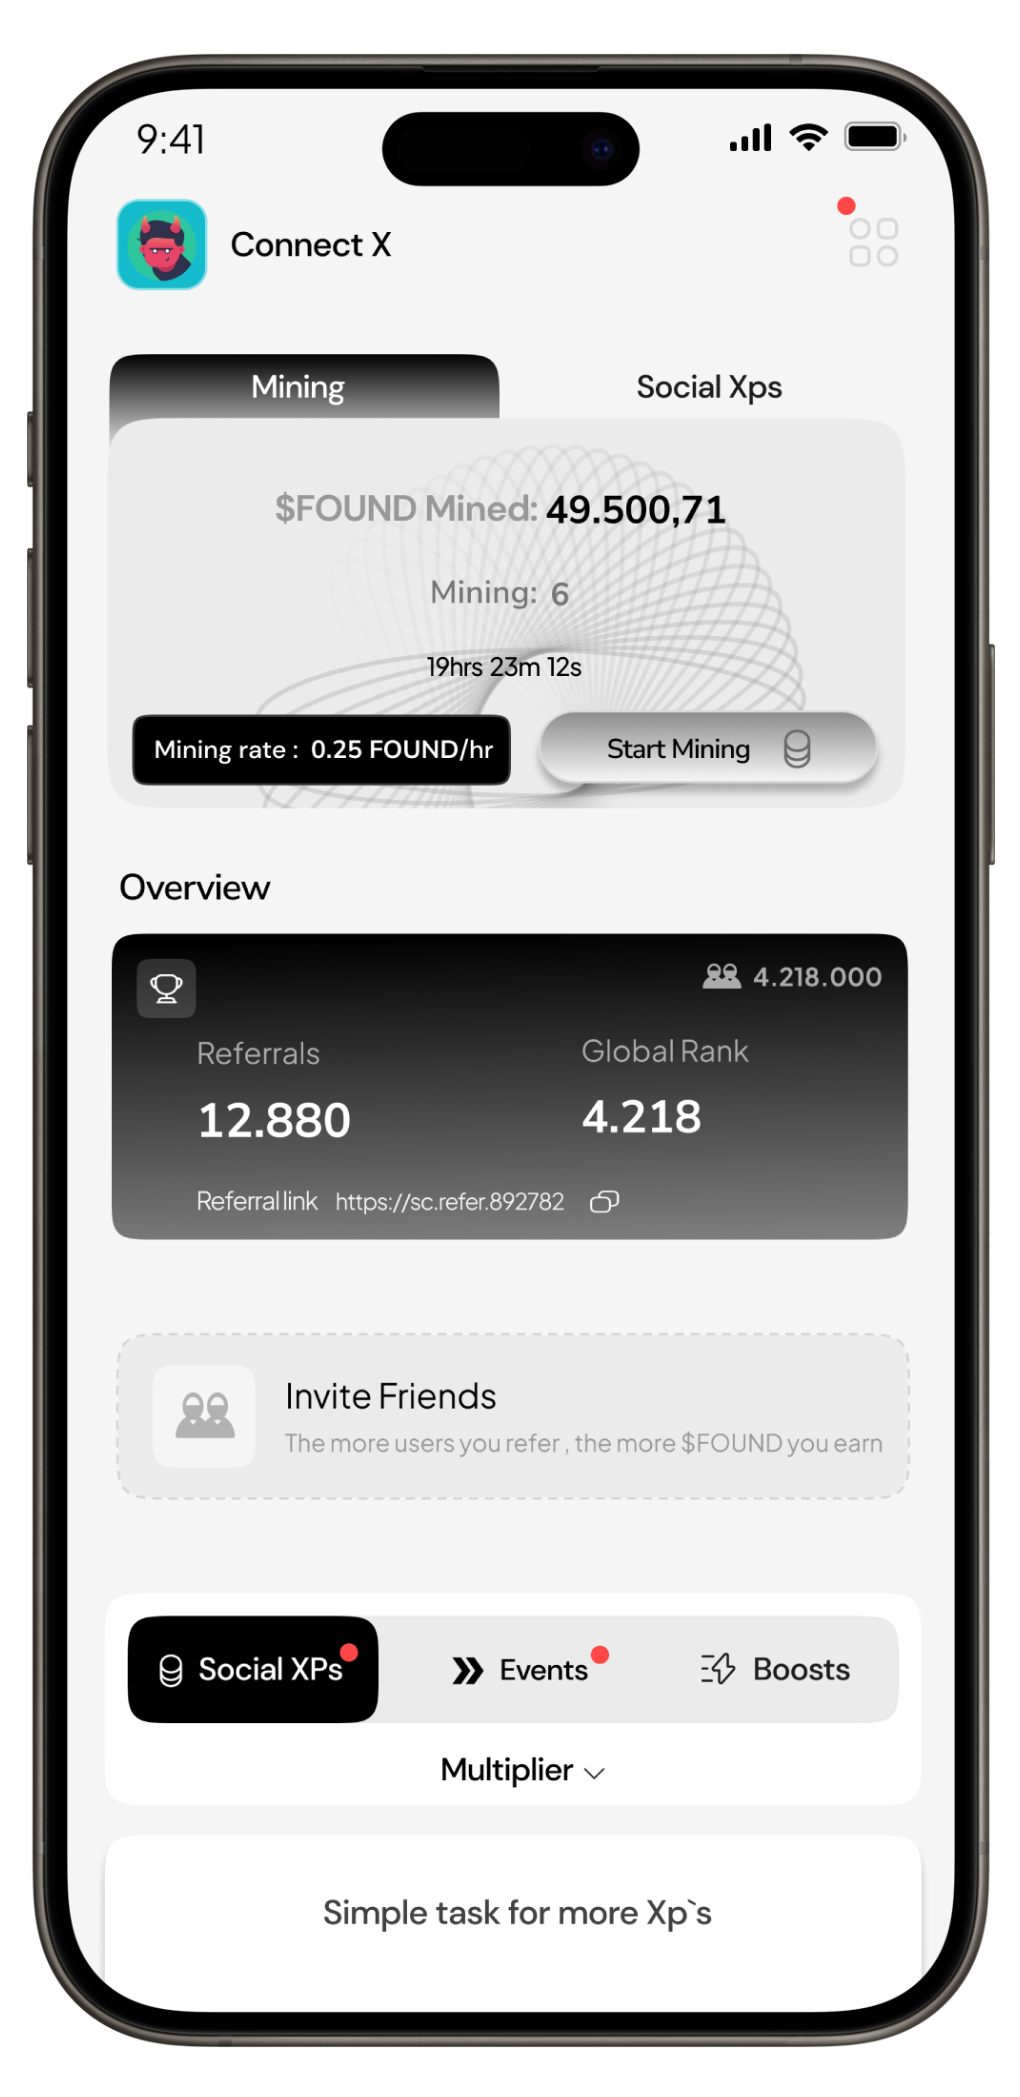 9:41
Connect X
Mining
Social Xps
$FOUND Mined: 49.500,71
Mining: 6
19hrs 23m 12s
Mining rate : 0.25 FOUND/hr
Start Mining
Overview
4.218.000
Referrals
Global Rank
12.880
4.218
Referral link https://sc.refer.892782
Invite Friends
The more users you refer , the more $FOUND you earn
Social XPs
Events
Boosts
Multiplier
Simple task for more Xp`s